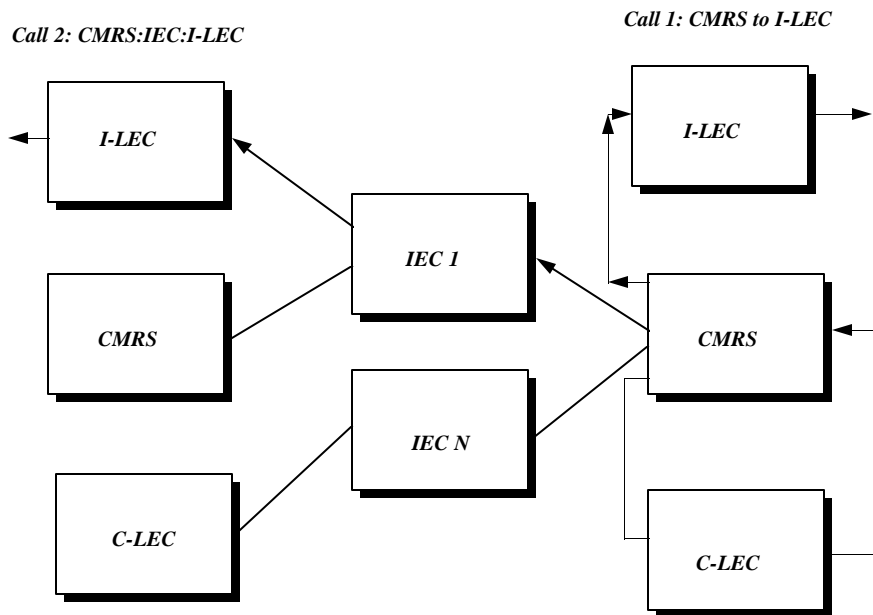 Call 2: CMRS:IEC:I-LEC
Call 1: CMRS to I-LEC
I-LEC
I-LEC
IEC 1
CMRS
CMRS
IEC N
C-LEC
C-LEC